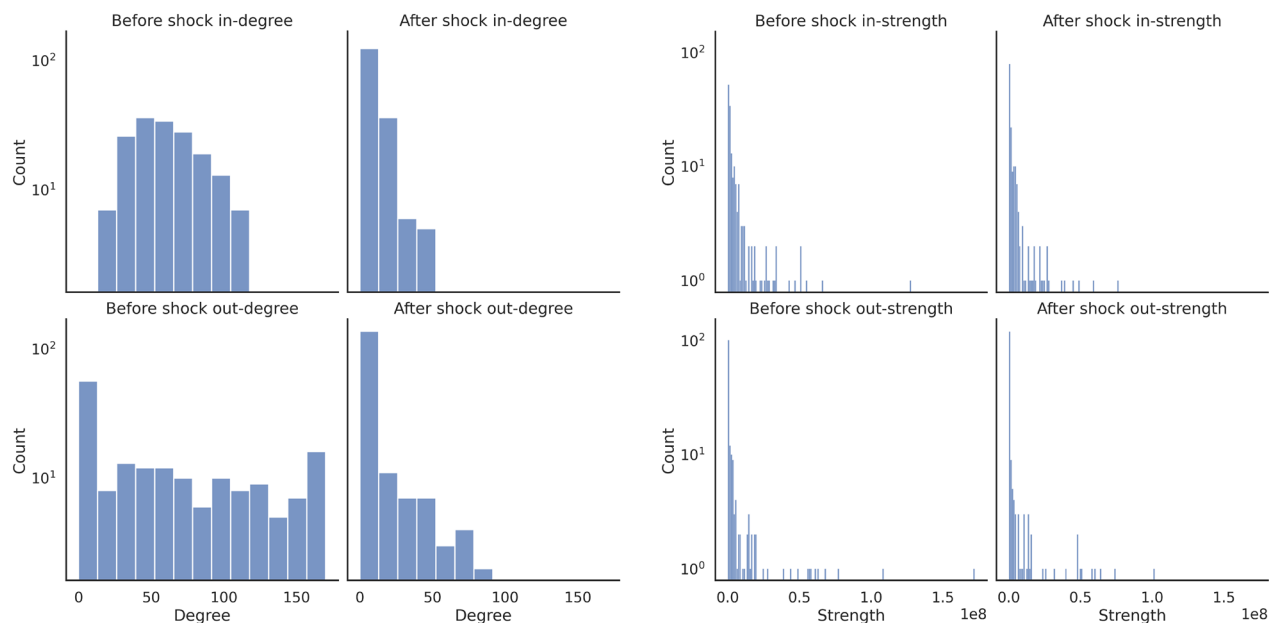 Before shock in-degree
After shock in-degree
Before shock in-strength
After shock in-strength
10²
10¹
Count
10²
10¹
10⁰
Count
Before shock out-degree
After shock out-degree
Before shock out-strength
After shock out-strength
10²
10¹
Count
10²
10¹
10⁰
Count
0 50 100 150
Degree
0 50 100 150
Degree
0.0 0.5 1.0 1.5
1e8
Strength
0.0 0.5 1.0 1.5
1e8
Strength